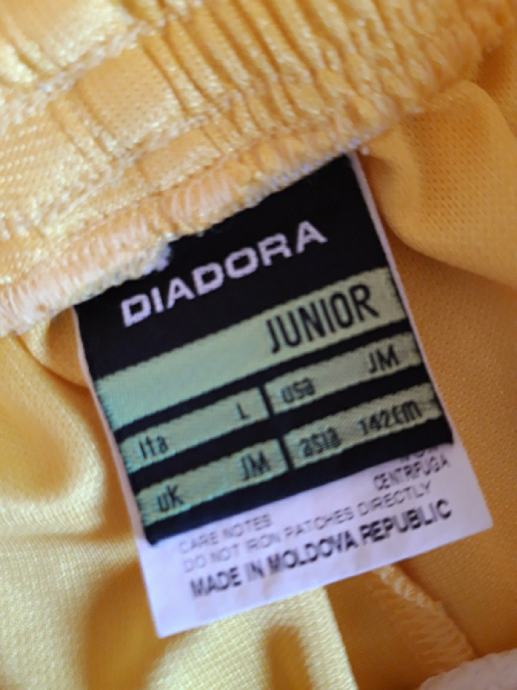 DIADORA
JUNIOR
Ita L usa JM
uK JM asia 142cm
CENTRIFUGA
CARE NOTES
DO NOT IRON PATCHES DIRECTLY
MADE IN MOLDOVA REPUBLIC